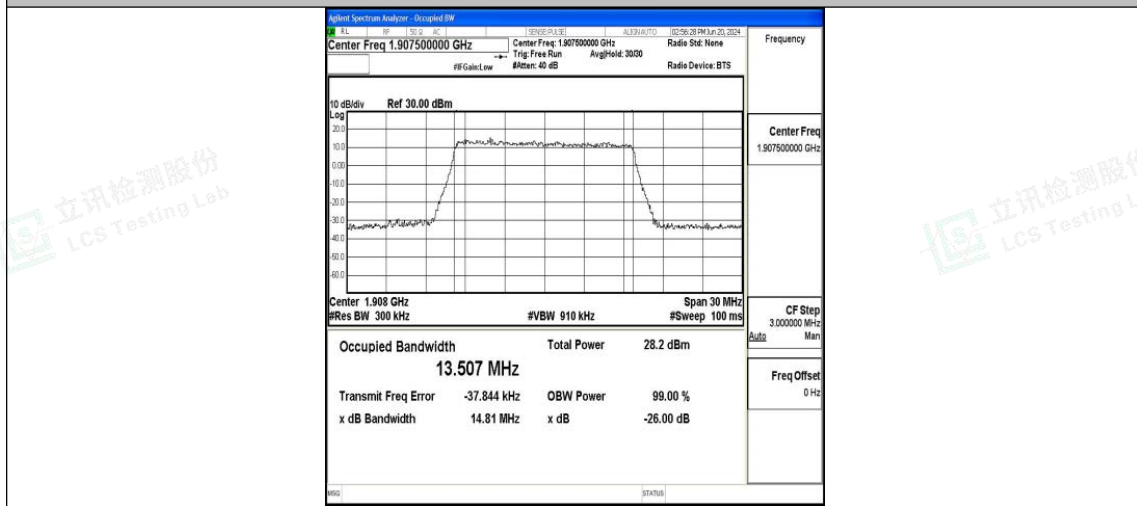 Agilent Spectrum Analyzer - Occupied BW
RL RF 50 Ω AC SENSE:PULSE ALIGN AUTO 02:56:28 PM Jun 20, 2024
Center Freq 1.907500000 GHz
Center Freq: 1.907500000 GHz
Radio Std: None
Trig: Free Run Avg|Hold: 30/30
#IFGain:Low #Atten: 40 dB Radio Device: BTS
Frequency
10 dB/div Ref 30.00 dBm
Log
20.0
10.0
0.00
-10.0
-20.0
-30.0
-40.0
-50.0
-60.0
Center 1.908 GHz Span 30 MHz
#Res BW 300 kHz #VBW 910 kHz #Sweep 100 ms
Occupied Bandwidth Total Power 28.2 dBm
13.507 MHz
Transmit Freq Error -37.844 kHz OBW Power 99.00 %
x dB Bandwidth 14.81 MHz x dB -26.00 dB
Center Freq
1.907500000 GHz
CF Step
3.000000 MHz
Auto Man
Freq Offset
0 Hz
MSG STATUS
立讯检测股份
LCS Testing Lab
立讯检测股份
LCS Testing L